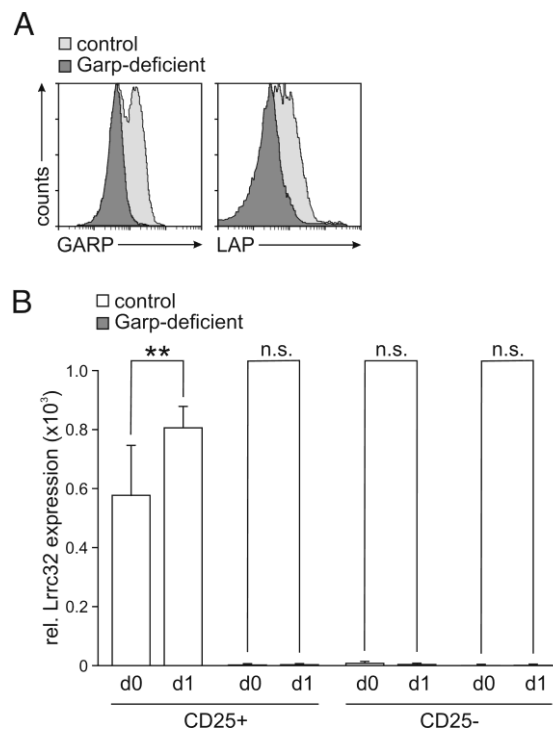 A
control
Garp-deficient
counts
GARP
LAP
B
control
Garp-deficient
** n.s. n.s. n.s.
rel. Lrrc32 expression (x10³)
1.0
0.8
0.6
0.4
0.2
0
d0 d1 d0 d1 d0 d1 d0 d1
CD25+ CD25-